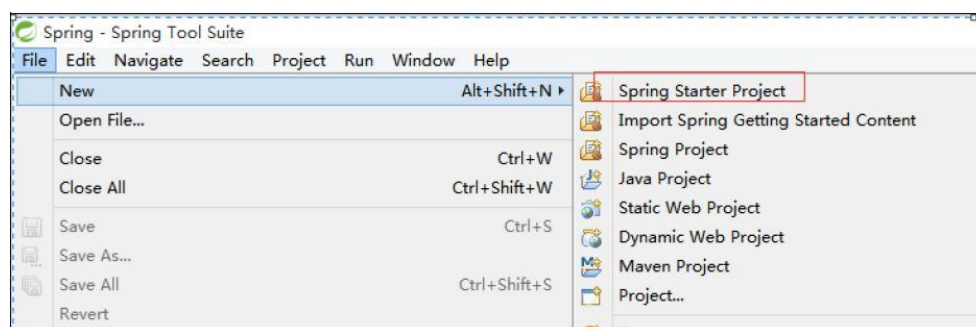 Spring - Spring Tool Suite
File Edit Navigate Search Project Run Window Help
New Alt+Shift+N
Open File...
Close Ctrl+W
Close All Ctrl+Shift+W
Save Ctrl+S
Save As...
Save All Ctrl+Shift+S
Revert
Spring Starter Project
Import Spring Getting Started Content
Spring Project
Java Project
Static Web Project
Dynamic Web Project
Maven Project
Project...